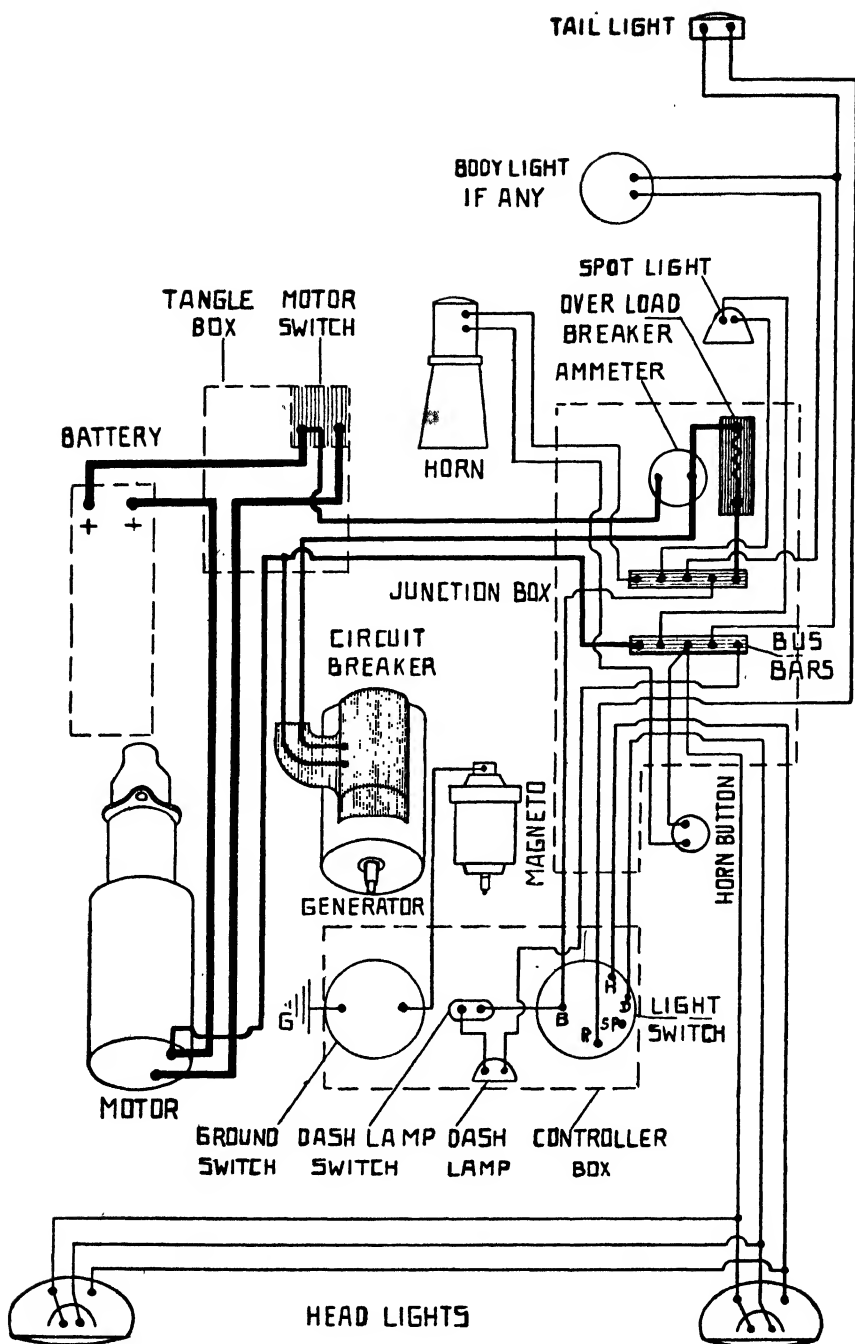 TAIL LIGHT
BODY LIGHT
IF ANY
SPOT LIGHT
OVER LOAD
BREAKER
AMMETER
TANGLE
BOX
MOTOR
SWITCH
BATTERY
+ +
HORN
JUNCTION BOX
BUS
BARS
CIRCUIT
BREAKER
MAGNETO
HORN BUTTON
GENERATOR
G
B
H
D
SP
R
LIGHT
SWITCH
MOTOR
GROUND
SWITCH
DASH LAMP
SWITCH
DASH
LAMP
CONTROLLER
BOX
HEAD LIGHTS